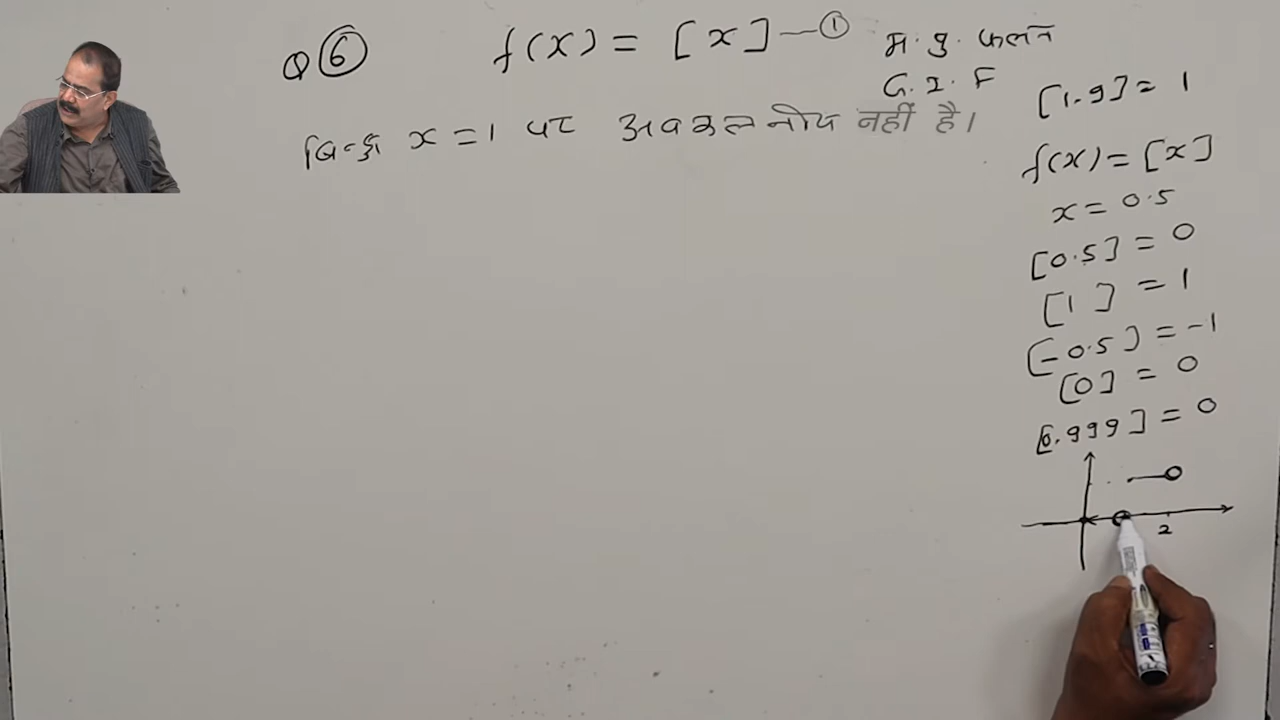 Q ⑥ f(x) = [x] — ① म. पु. फलन
G. I. F
बिन्दु x = 1 पर अवकलनीय नहीं है।
[1.9] = 1
f(x) = [x]
x = 0.5
[0.5] = 0
[1] = 1
[-0.5] = -1
[0] = 0
[0.999] = 0
2